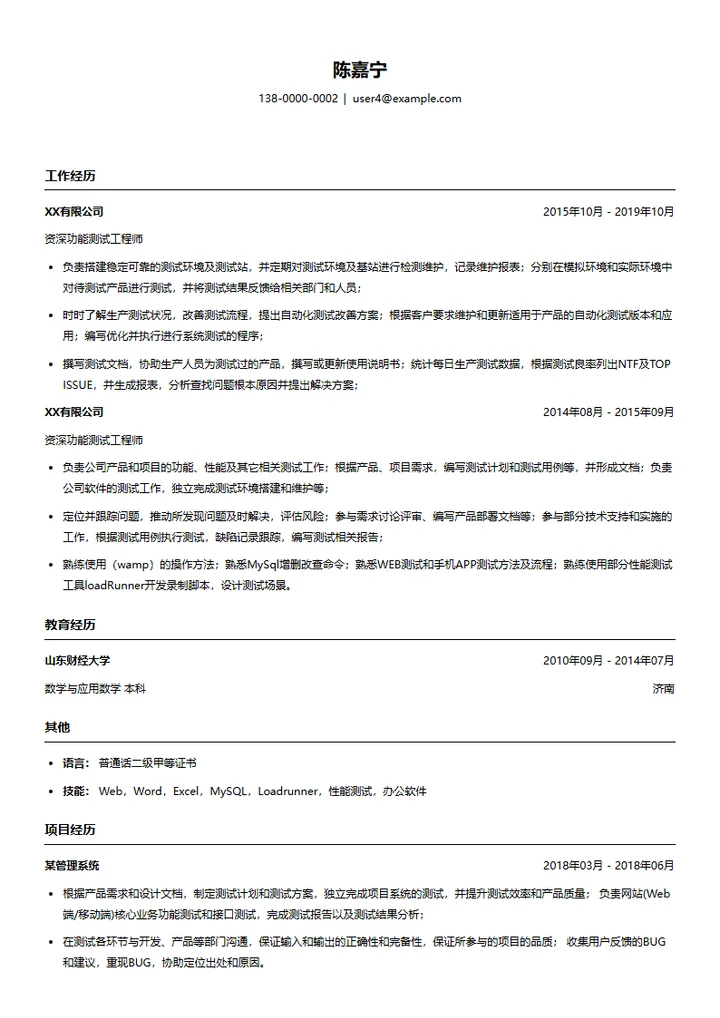 陈嘉宁
138-0000-0002 | user4@example.com
工作经历
XX有限公司 2015年10月 - 2019年10月
资深功能测试工程师
• 负责搭建稳定可靠的测试环境及测试站，并定期对测试环境及基站进行检测维护，记录维护报表；分别在模拟环境和实际环境中
对待测试产品进行测试，并将测试结果反馈给相关部门和人员；
• 时时了解生产测试状况，改善测试流程，提出自动化测试改善方案；根据客户要求维护和更新适用于产品的自动化测试版本和应
用；编写优化并执行进行系统测试的程序；
• 撰写测试文档，协助生产人员为测试过的产品，撰写或更新使用说明书；统计每日生产测试数据，根据测试良率列出NTF及TOP
ISSUE，并生成报表，分析查找问题根本原因并提出解决方案；
XX有限公司 2014年08月 - 2015年09月
资深功能测试工程师
• 负责公司产品和项目的功能、性能及其它相关测试工作；根据产品、项目需求，编写测试计划和测试用例等，并形成文档；负责
公司软件的测试工作，独立完成测试环境搭建和维护等；
• 定位并跟踪问题，推动所发现问题及时解决，评估风险；参与需求讨论评审、编写产品部署文档等；参与部分技术支持和实施的
工作，根据测试用例执行测试，缺陷记录跟踪，编写测试相关报告；
• 熟练使用（wamp）的操作方法；熟悉MySql增删改查命令；熟悉WEB测试和手机APP测试方法及流程；熟练使用部分性能测试
工具loadRunner开发录制脚本，设计测试场景。
教育经历
山东财经大学 2010年09月 - 2014年07月
数学与应用数学 本科 济南
其他
• 语言： 普通话二级甲等证书
• 技能： Web，Word，Excel，MySQL，Loadrunner，性能测试，办公软件
项目经历
某管理系统 2018年03月 - 2018年06月
• 根据产品需求和设计文档，制定测试计划和测试方案，独立完成项目系统的测试，并提升测试效率和产品质量； 负责网站(Web
端/移动端)核心业务功能测试和接口测试，完成测试报告以及测试结果分析；
• 在测试各环节与开发、产品等部门沟通，保证输入和输出的正确性和完备性，保证所参与的项目的品质； 收集用户反馈的BUG
和建议，重现BUG，协助定位出处和原因。